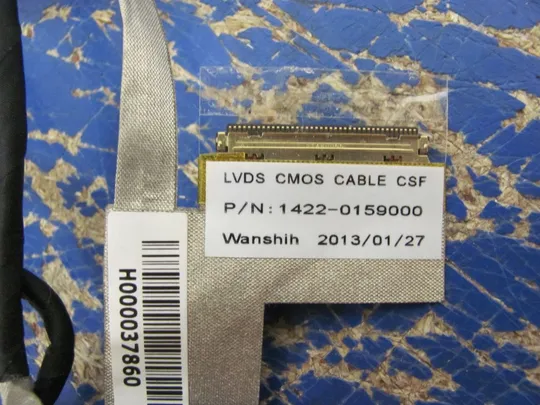 LVDS CMOS CABLE CSF
P/N:1422-0159000
Wanshih 2013/01/27
H000037860